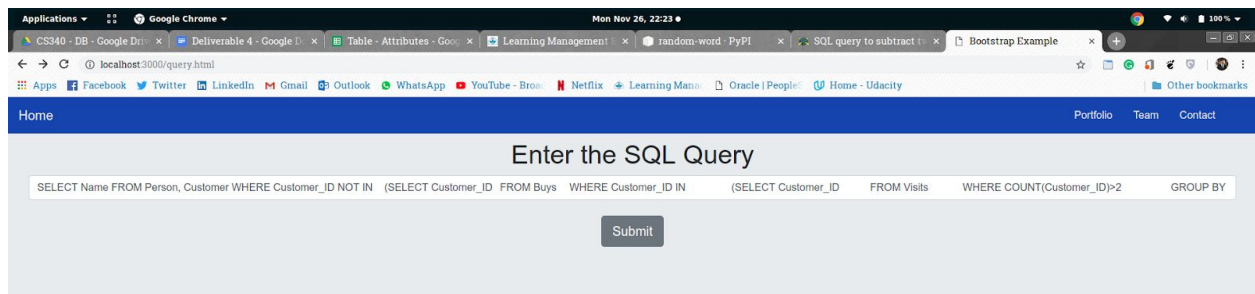 Applications Google Chrome Mon Nov 26, 22:23 100 %
CS340 - DB - Google Driv Deliverable 4 - Google D Table - Attributes - Goog Learning Management S random-word · PyPI SQL query to subtract tw Bootstrap Example
localhost:3000/query.html
Apps Facebook Twitter LinkedIn Gmail Outlook WhatsApp YouTube - Broa Netflix Learning Mana Oracle | PeopleS Home - Udacity Other bookmarks
Home Portfolio Team Contact
Enter the SQL Query
SELECT Name FROM Person, Customer WHERE Customer_ID NOT IN (SELECT Customer_ID FROM Buys WHERE Customer_ID IN (SELECT Customer_ID FROM Visits WHERE COUNT(Customer_ID)>2 GROUP BY
Submit